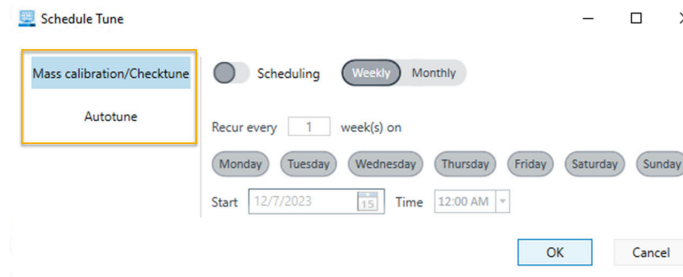 Schedule Tune
Mass calibration/Checktune
Autotune
Scheduling Weekly Monthly
Recur every 1 week(s) on
Monday Tuesday Wednesday Thursday Friday Saturday Sunday
Start 12/7/2023 15 Time 12:00 AM
OK Cancel